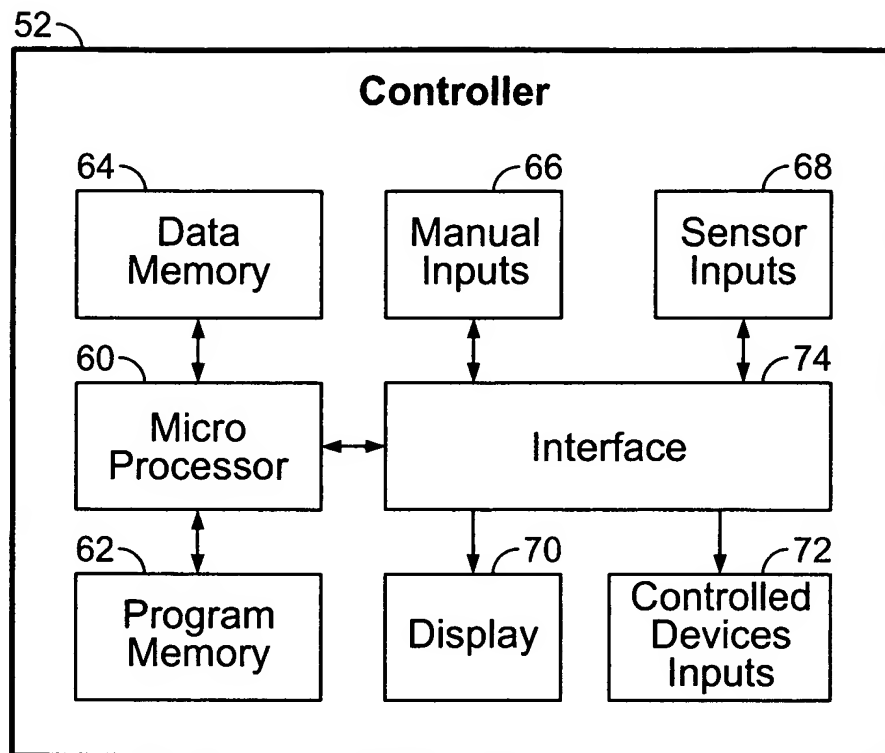 52
Controller
64
66
68
Data
Memory
Manual
Inputs
Sensor
Inputs
60
74
Micro
Processor
Interface
62
70
72
Program
Memory
Display
Controlled
Devices
Inputs